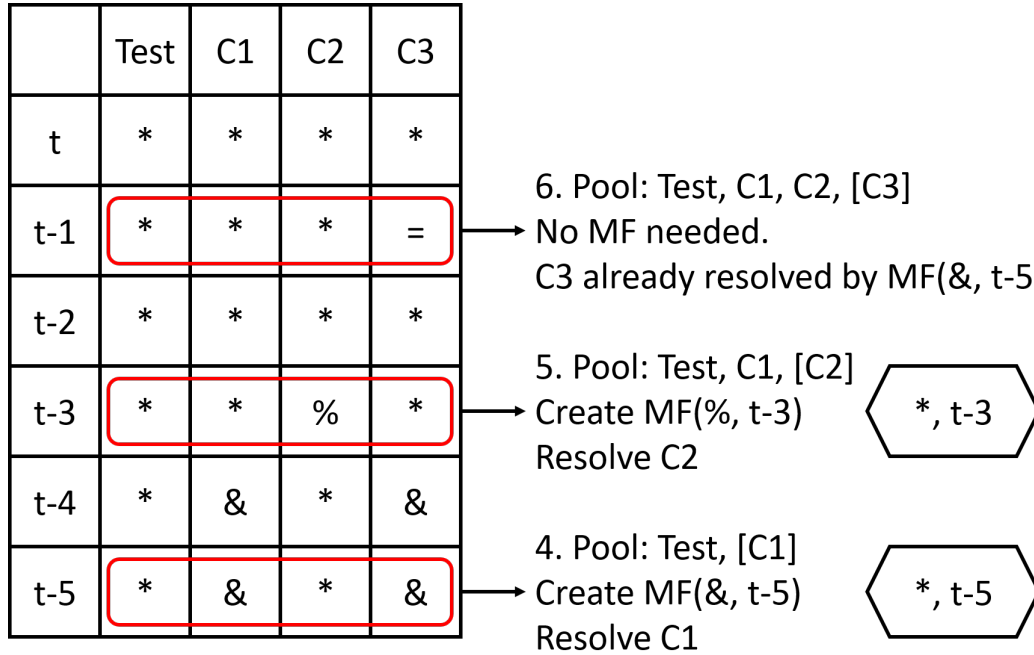 Test C1 C2 C3
t * * * *
t-1 * * * =
t-2 * * * *
t-3 * * % *
t-4 * & * &
t-5 * & * &
6. Pool: Test, C1, C2, [C3]
No MF needed.
C3 already resolved by MF(&, t-5
5. Pool: Test, C1, [C2]
Create MF(%, t-3)
Resolve C2
*, t-3
4. Pool: Test, [C1]
Create MF(&, t-5)
Resolve C1
*, t-5